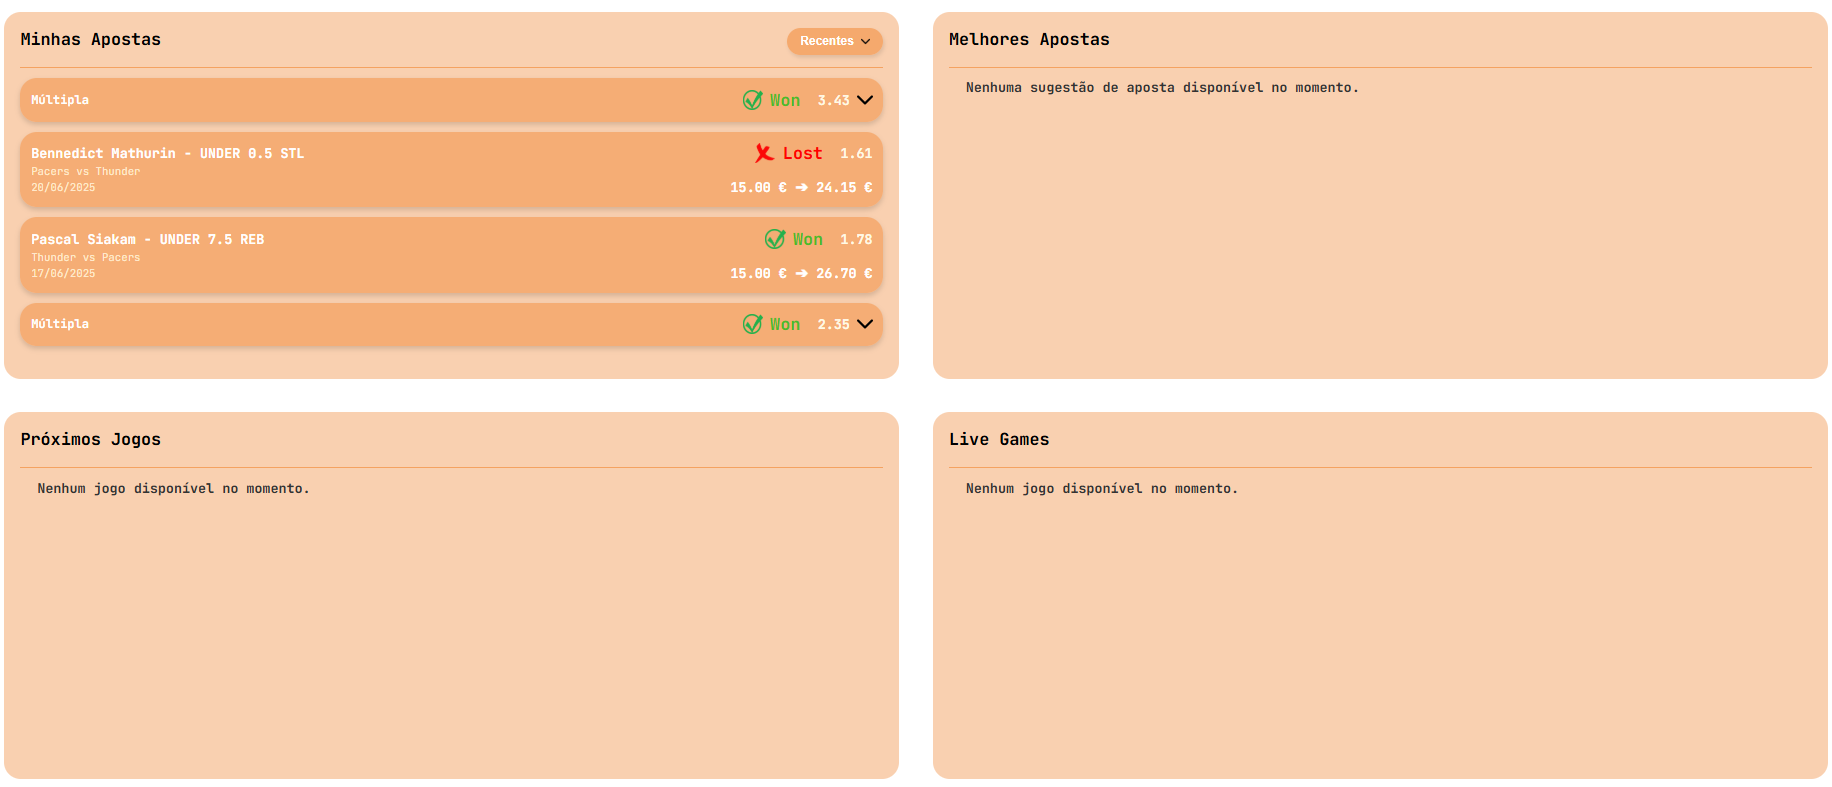 Minhas Apostas
Recentes
Múltipla
Won 3.43
Bennedict Mathurin - UNDER 0.5 STL
Lost 1.61
Pacers vs Thunder
20/06/2025
15.00 € ➔ 24.15 €
Pascal Siakam - UNDER 7.5 REB
Won 1.78
Thunder vs Pacers
17/06/2025
15.00 € ➔ 26.70 €
Múltipla
Won 2.35
Melhores Apostas
Nenhuma sugestão de aposta disponível no momento.
Próximos Jogos
Nenhum jogo disponível no momento.
Live Games
Nenhum jogo disponível no momento.